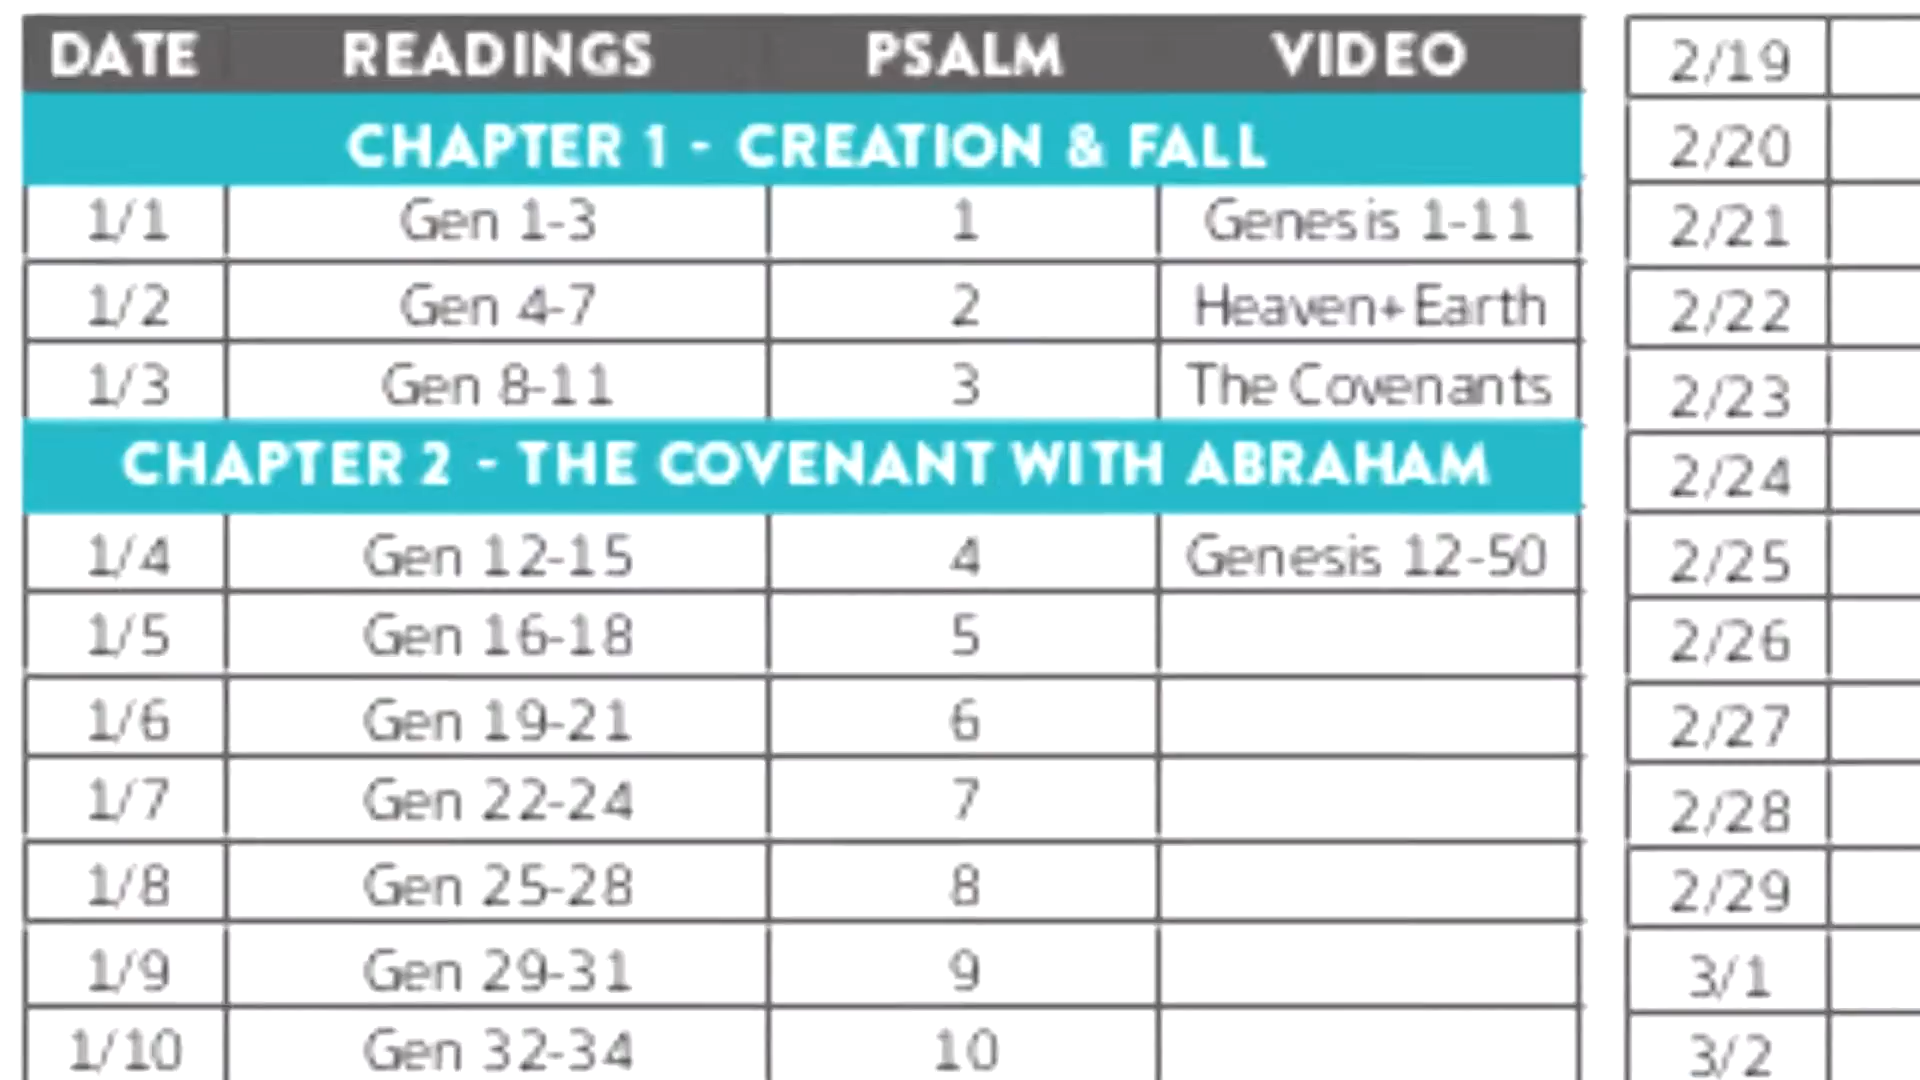 DATE READINGS PSALM VIDEO
CHAPTER 1 - CREATION & FALL
1/1 Gen 1-3 1 Genesis 1-11
1/2 Gen 4-7 2 Heaven+Earth
1/3 Gen 8-11 3 The Covenants
CHAPTER 2 - THE COVENANT WITH ABRAHAM
1/4 Gen 12-15 4 Genesis 12-50
1/5 Gen 16-18 5
1/6 Gen 19-21 6
1/7 Gen 22-24 7
1/8 Gen 25-28 8
1/9 Gen 29-31 9
1/10 Gen 32-34 10
2/19
2/20
2/21
2/22
2/23
2/24
2/25
2/26
2/27
2/28
2/29
3/1
3/2